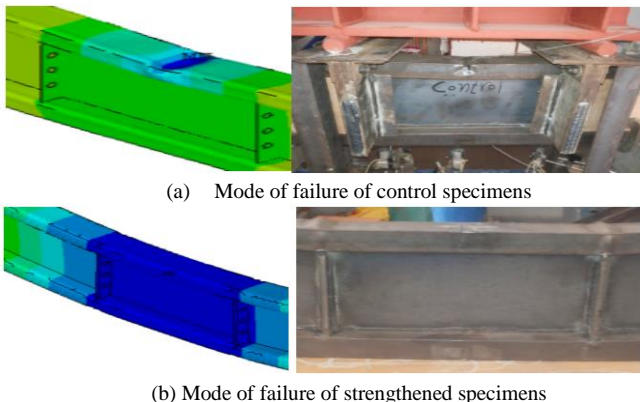 Control
(a) Mode of failure of control specimens
(b) Mode of failure of strengthened specimens